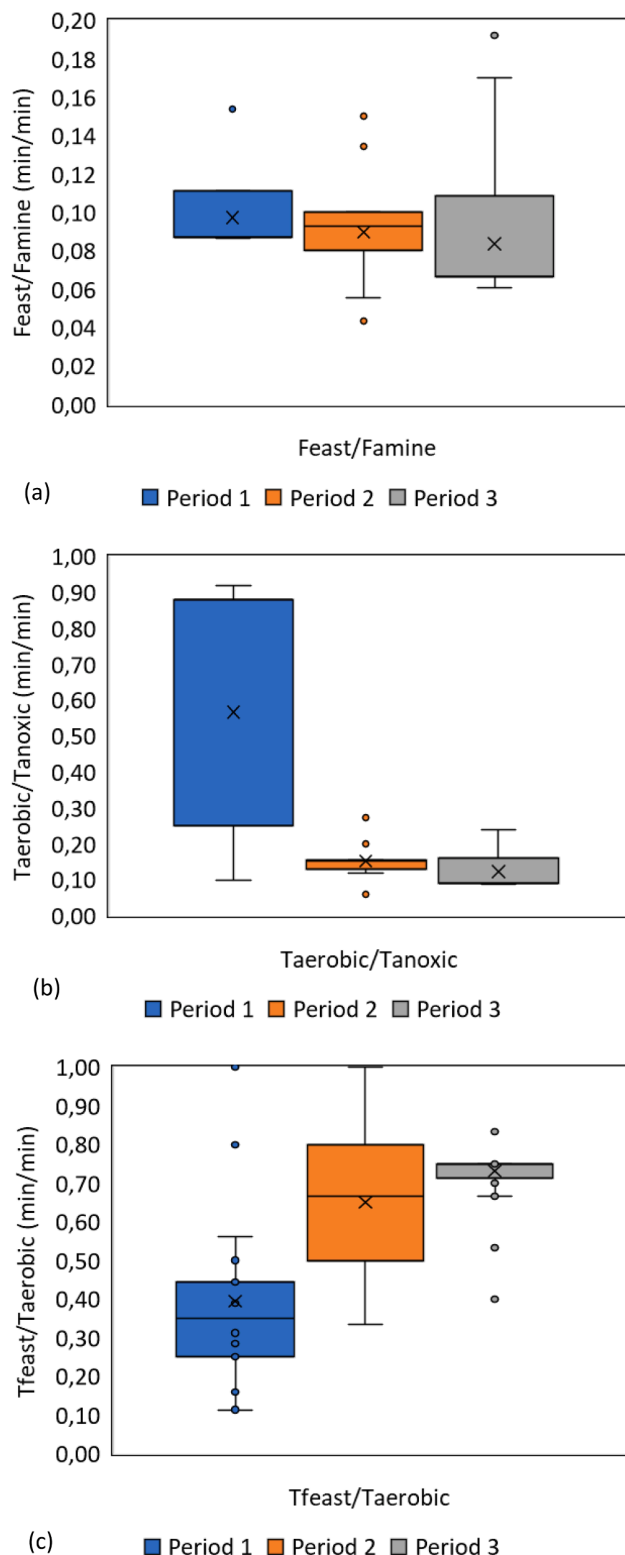 0,20
0,18
0,16
0,14
0,12
0,10
0,08
0,06
0,04
0,02
0,00
Feast/Famine (min/min)
Feast/Famine
(a)
Period 1 Period 2 Period 3
1,00
0,90
0,80
0,70
0,60
0,50
0,40
0,30
0,20
0,10
0,00
Taerobic/Tanoxic (min/min)
Taerobic/Tanoxic
(b)
Period 1 Period 2 Period 3
1,00
0,90
0,80
0,70
0,60
0,50
0,40
0,30
0,20
0,10
0,00
Tfeast/Taerobic (min/min)
Tfeast/Taerobic
(c)
Period 1 Period 2 Period 3